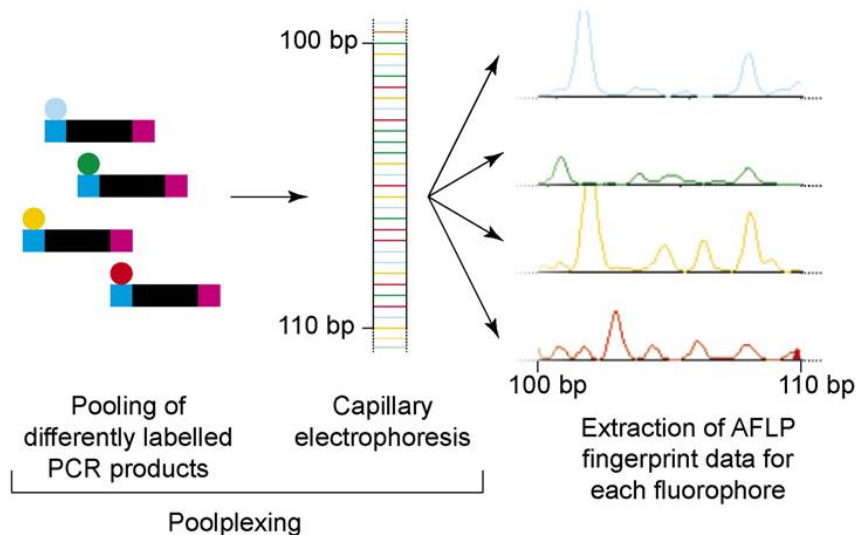 100 bp
110 bp
100 bp
110 bp
Pooling of
differently labelled
PCR products
Capillary
electrophoresis
Extraction of AFLP
fingerprint data for
each fluorophore
Poolplexing